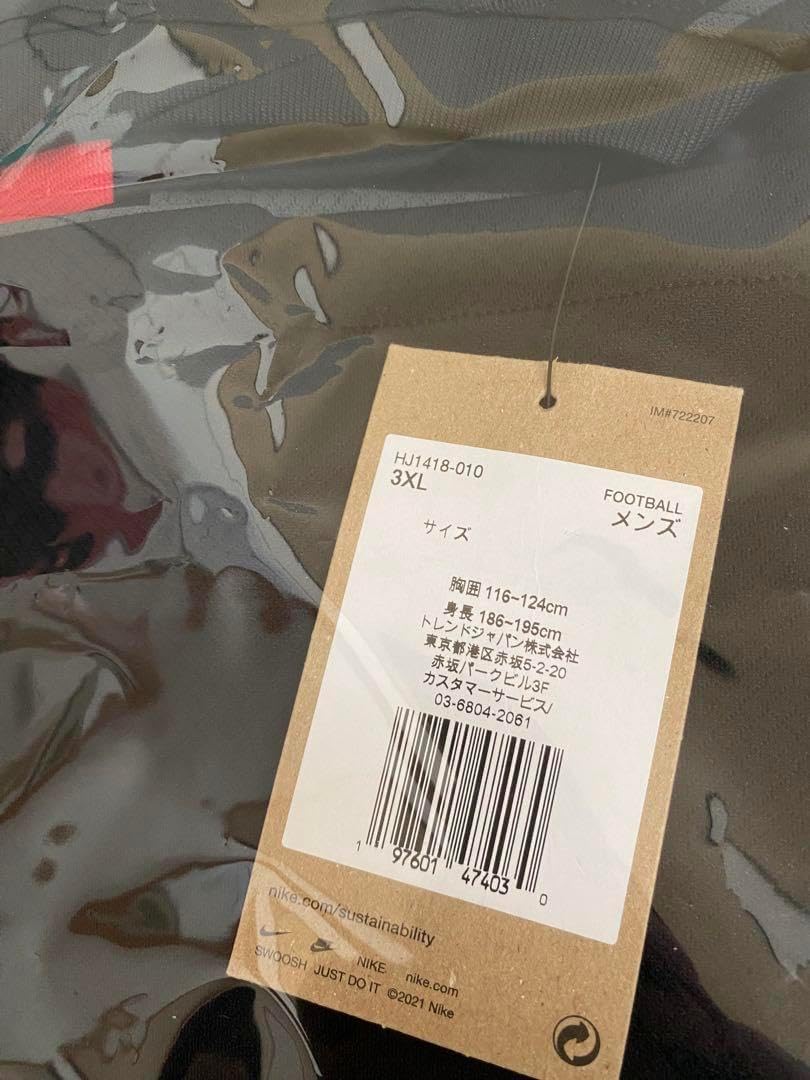 IM#722207
HJ1418-010
3XL
FOOTBALL
メンズ
サイズ
胸囲 116~124cm
身長 186~195cm
トレンドジャパン株式会社
東京都港区赤坂5-2-20
赤坂パークビル3F
カスタマーサービス/
03-6804-2061
1 97601 47403 0
nike.com/sustainability
NIKE nike.com
SWOOSH JUST DO IT ©2021 Nike